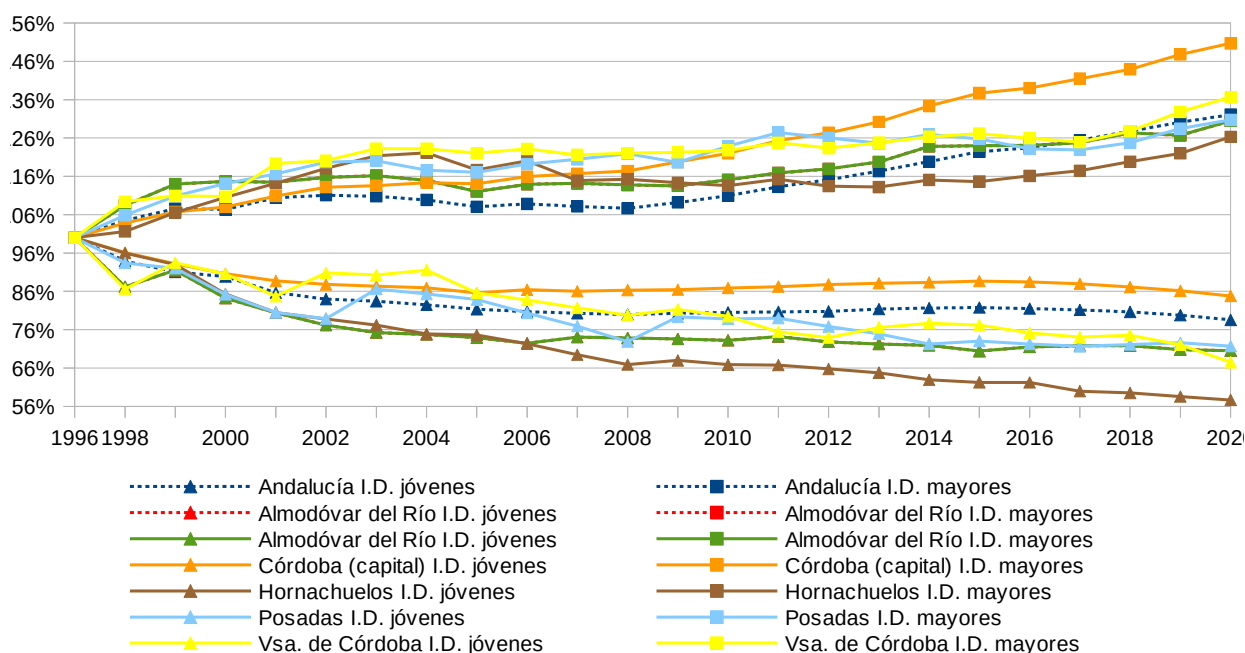 56%
46%
36%
26%
16%
06%
96%
86%
76%
66%
56%
1996 1998 2000 2002 2004 2006 2008 2010 2012 2014 2016 2018 2020
Andalucía I.D. jóvenes
Andalucía I.D. mayores
Almodóvar del Río I.D. jóvenes
Almodóvar del Río I.D. mayores
Almodóvar del Río I.D. jóvenes
Almodóvar del Río I.D. mayores
Córdoba (capital) I.D. jóvenes
Córdoba (capital) I.D. mayores
Hornachuelos I.D. jóvenes
Hornachuelos I.D. mayores
Posadas I.D. jóvenes
Posadas I.D. mayores
Vsa. de Córdoba I.D. jóvenes
Vsa. de Córdoba I.D. mayores